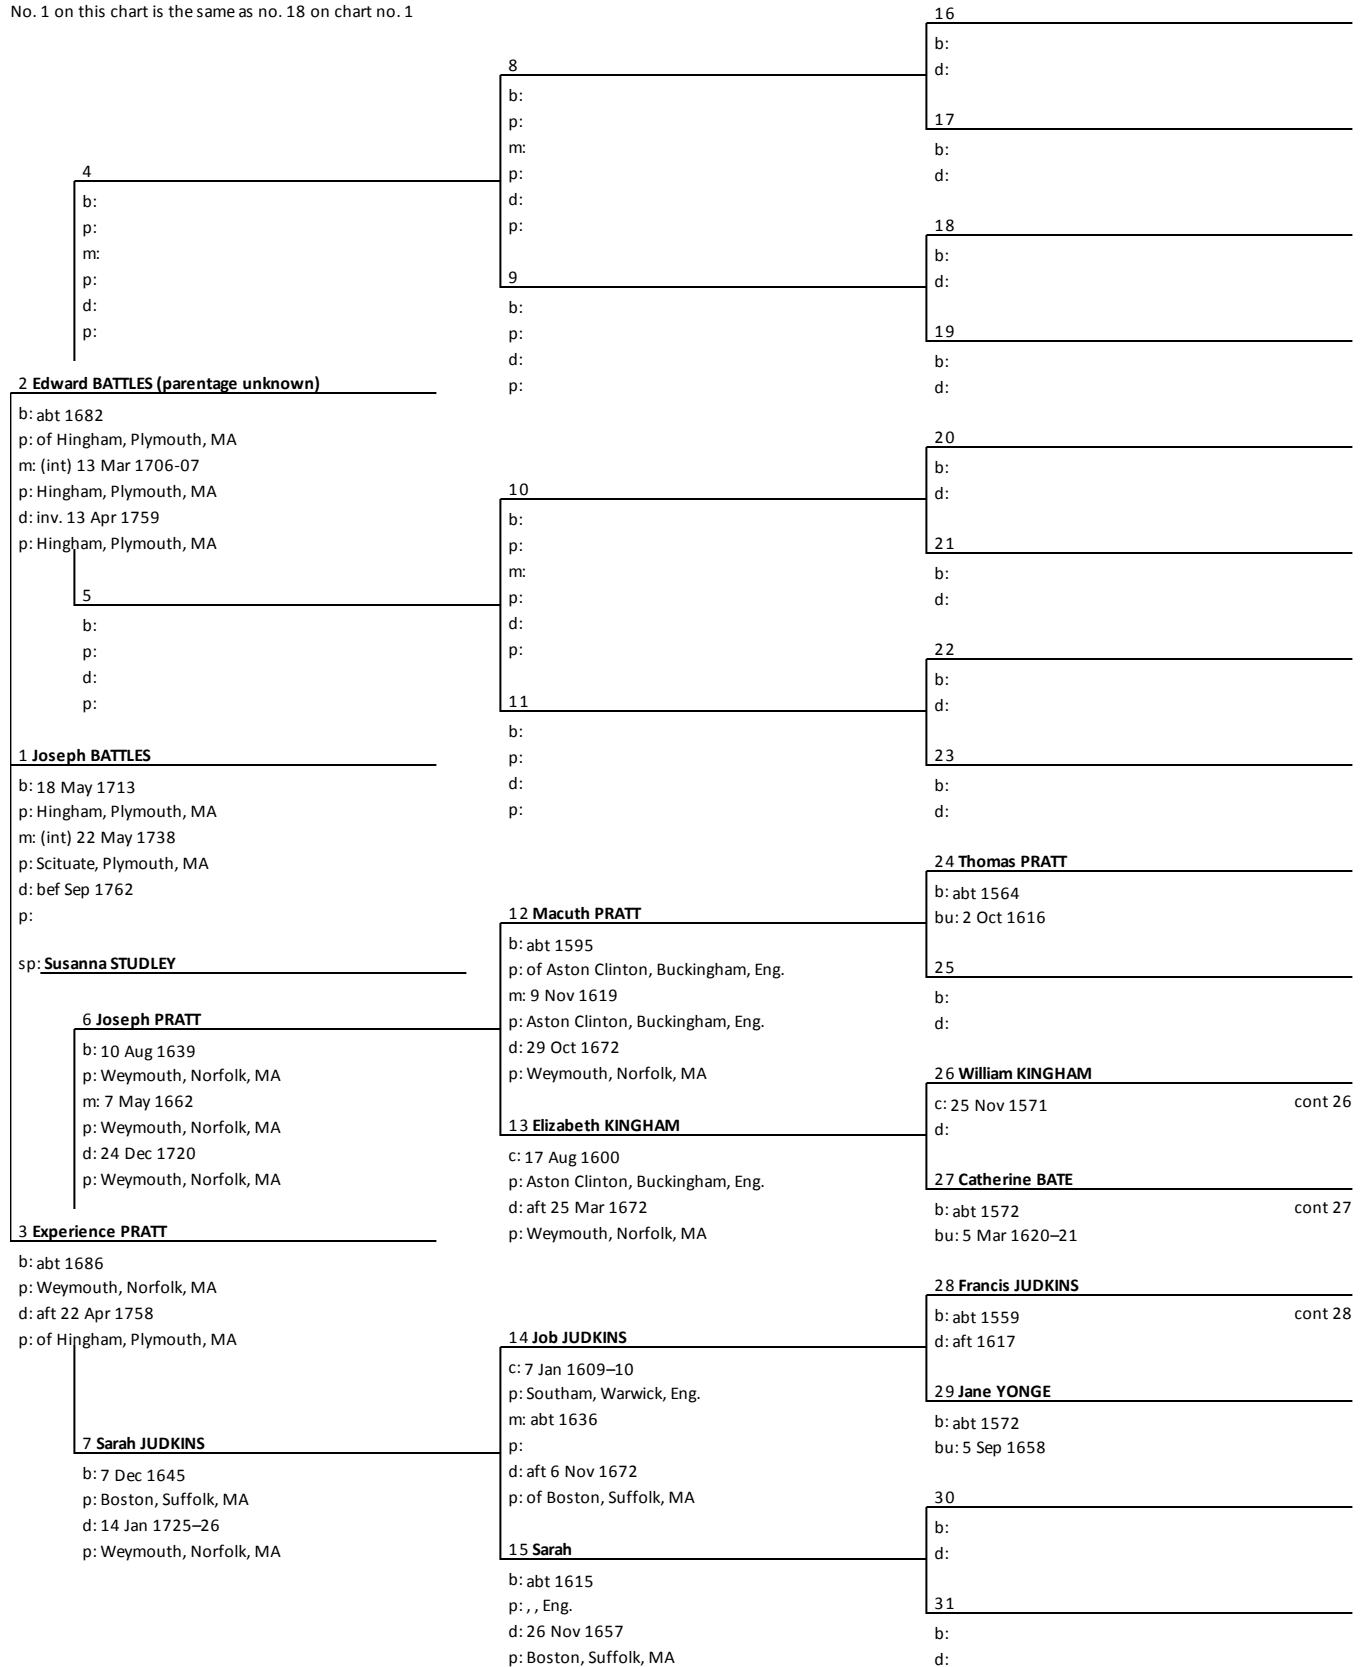 No. 1 on this chart is the same as no. 18 on chart no. 1
4
b:
p:
m:
p:
d:
p:
2 Edward BATTLES (parentage unknown)
b: abt 1682
p: of Hingham, Plymouth, MA
m: (int) 13 Mar 1706-07
p: Hingham, Plymouth, MA
d: inv. 13 Apr 1759
p: Hingham, Plymouth, MA
5
b:
p:
d:
p:
1 Joseph BATTLES
b: 18 May 1713
p: Hingham, Plymouth, MA
m: (int) 22 May 1738
p: Scituate, Plymouth, MA
d: bef Sep 1762
p:
sp: Susanna STUDLEY
6 Joseph PRATT
b: 10 Aug 1639
p: Weymouth, Norfolk, MA
m: 7 May 1662
p: Weymouth, Norfolk, MA
d: 24 Dec 1720
p: Weymouth, Norfolk, MA
3 Experience PRATT
b: abt 1686
p: Weymouth, Norfolk, MA
d: aft 22 Apr 1758
p: of Hingham, Plymouth, MA
7 Sarah JUDKINS
b: 7 Dec 1645
p: Boston, Suffolk, MA
d: 14 Jan 1725–26
p: Weymouth, Norfolk, MA
8
b:
p:
m:
p:
d:
p:
9
b:
p:
d:
p:
10
b:
p:
m:
p:
d:
p:
11
b:
p:
d:
p:
12 Macuth PRATT
b: abt 1595
p: of Aston Clinton, Buckingham, Eng.
m: 9 Nov 1619
p: Aston Clinton, Buckingham, Eng.
d: 29 Oct 1672
p: Weymouth, Norfolk, MA
13 Elizabeth KINGHAM
c: 17 Aug 1600
p: Aston Clinton, Buckingham, Eng.
d: aft 25 Mar 1672
p: Weymouth, Norfolk, MA
14 Job JUDKINS
c: 7 Jan 1609–10
p: Southam, Warwick, Eng.
m: abt 1636
p:
d: aft 6 Nov 1672
p: of Boston, Suffolk, MA
15 Sarah
b: abt 1615
p: , , Eng.
d: 26 Nov 1657
p: Boston, Suffolk, MA
16
b:
d:
17
b:
d:
18
b:
d:
19
b:
d:
20
b:
d:
21
b:
d:
22
b:
d:
23
b:
d:
24 Thomas PRATT
b: abt 1564
bu: 2 Oct 1616
25
b:
d:
26 William KINGHAM
c: 25 Nov 1571 cont 26
d:
27 Catherine BATE
b: abt 1572 cont 27
bu: 5 Mar 1620–21
28 Francis JUDKINS
b: abt 1559 cont 28
d: aft 1617
29 Jane YONGE
b: abt 1572
bu: 5 Sep 1658
30
b:
d:
31
b:
d: